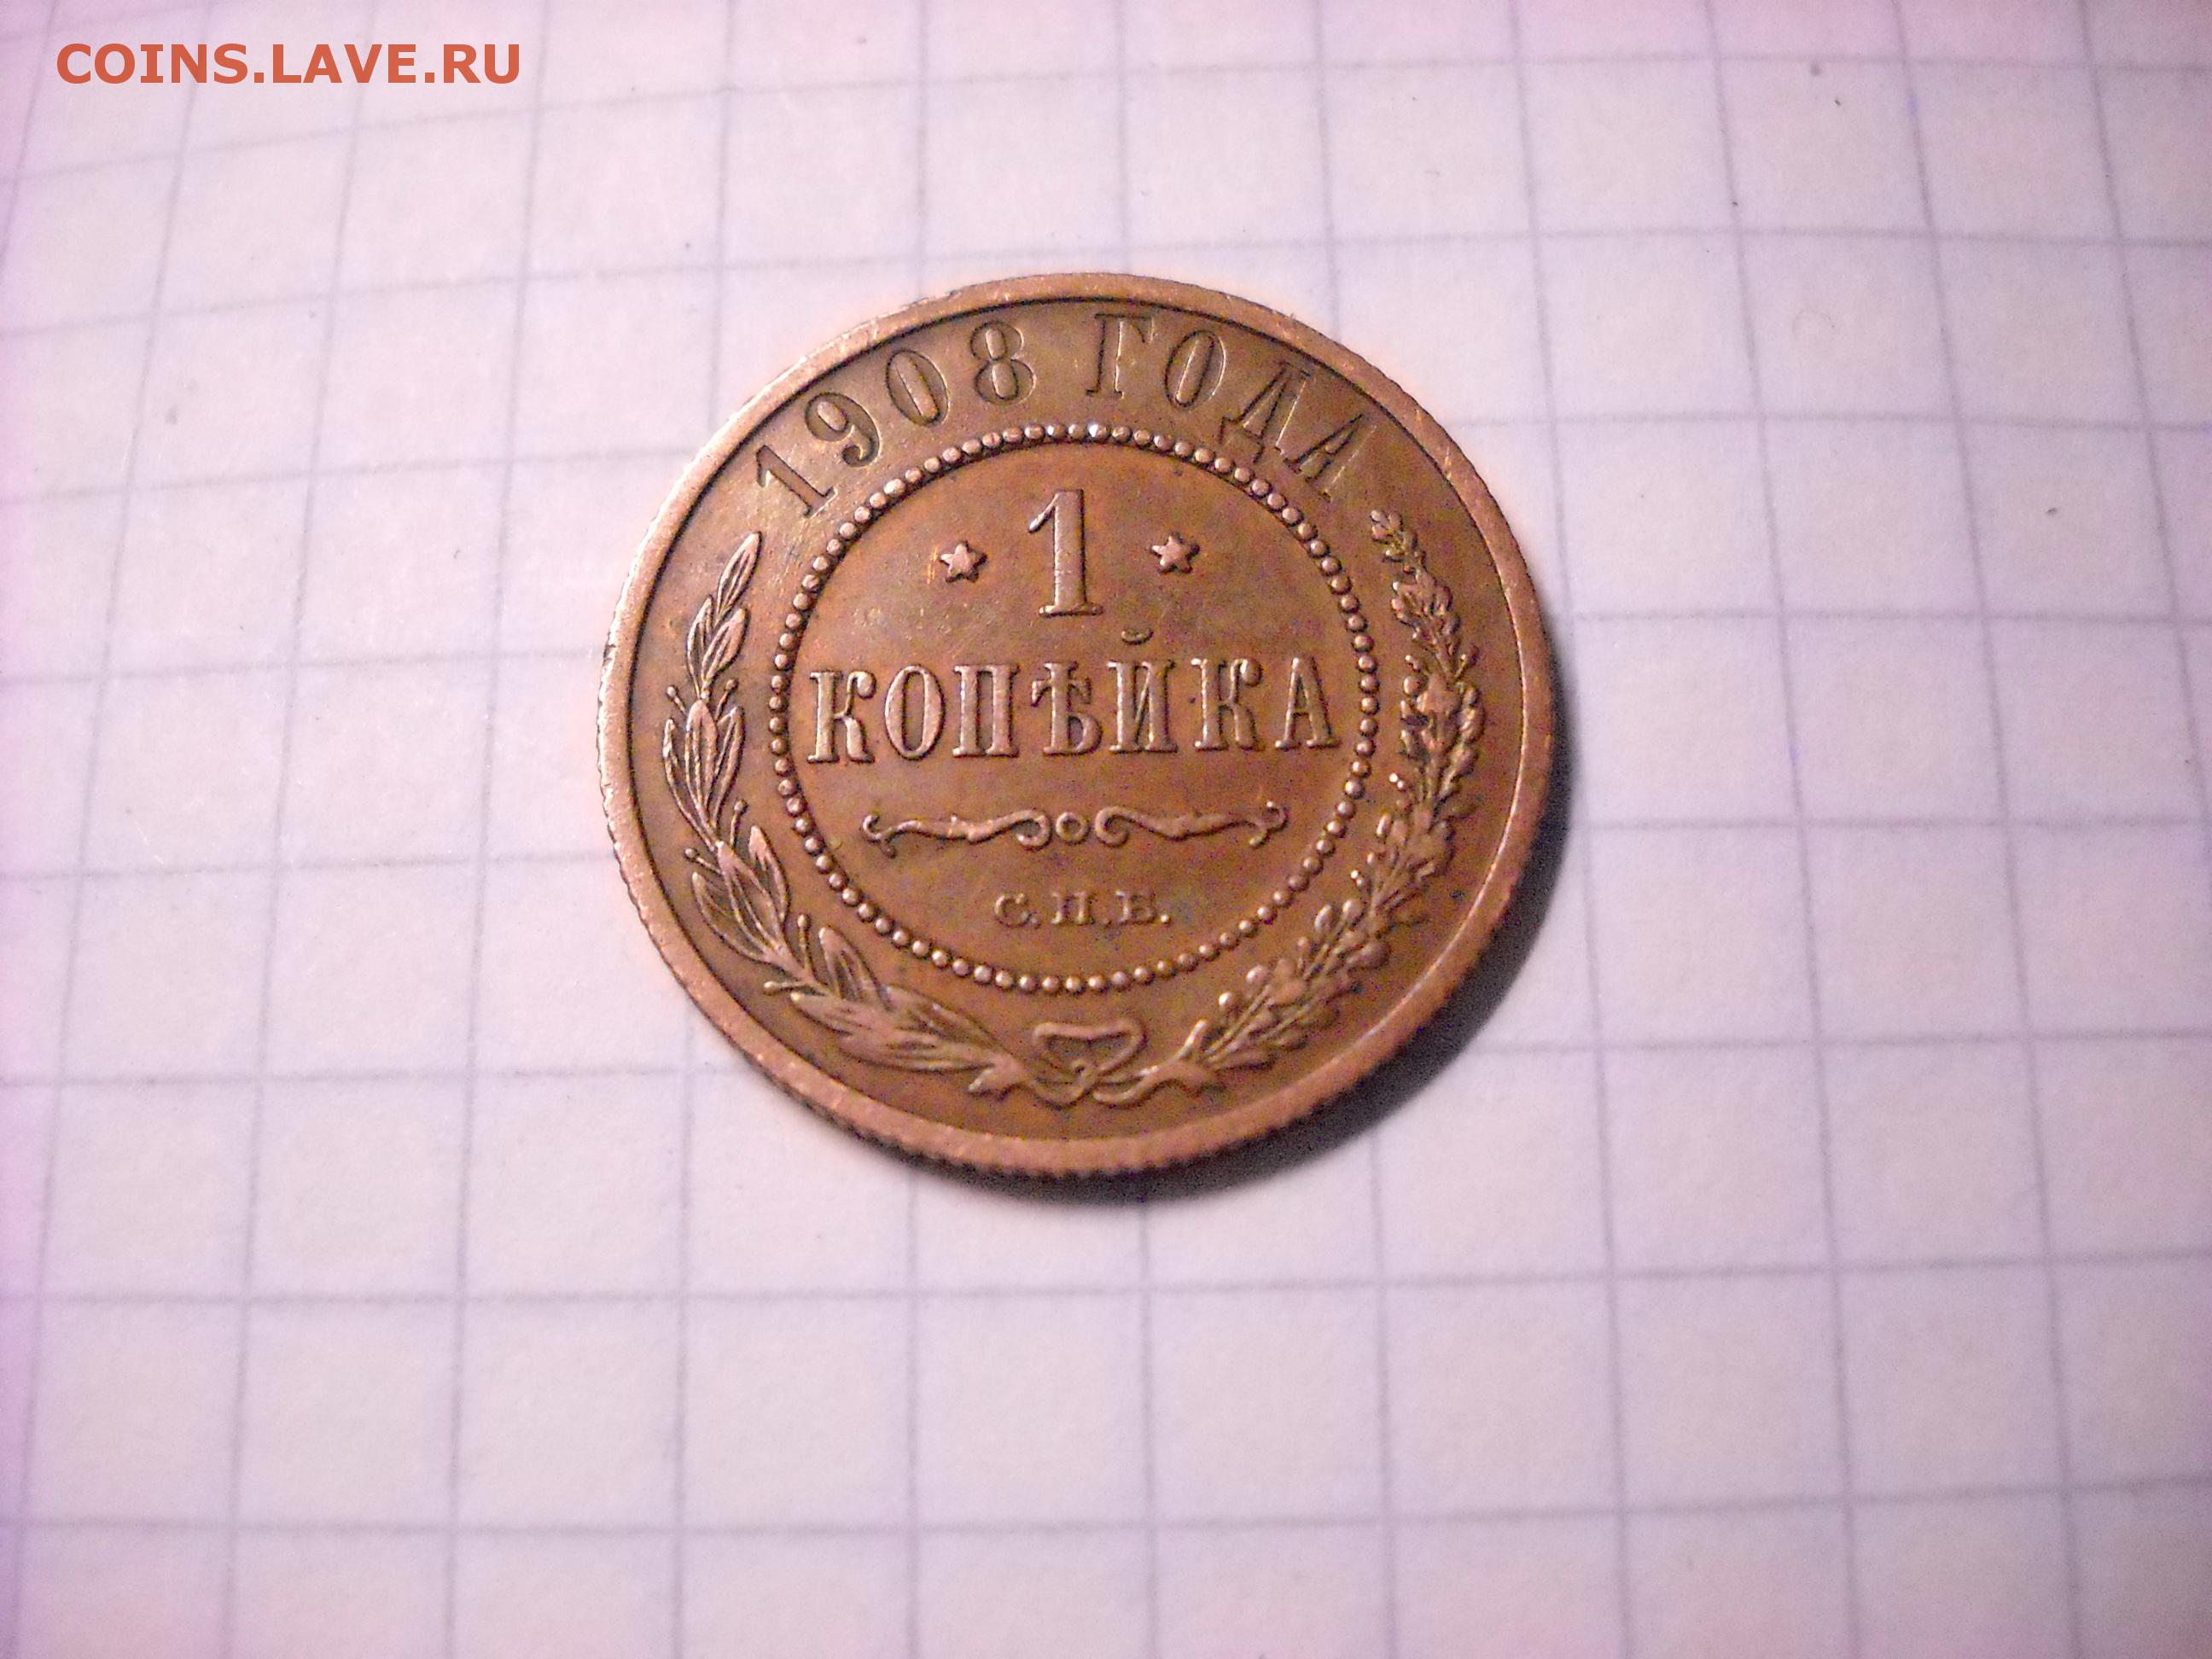 COINS.LAVE.RU
1908 ГОДА
1
КОПѢЙКА
С.П.Б.